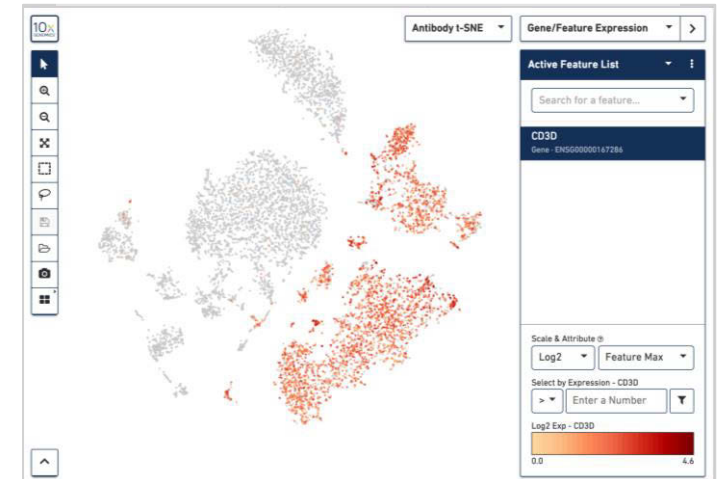 10x
GENOMICS
Antibody t-SNE
Gene/Feature Expression
Active Feature List
Search for a feature...
CD3D
Gene · ENSG00000167286
Scale & Attribute
Log2
Feature Max
Select by Expression - CD3D
>
Enter a Number
Log2 Exp - CD3D
0.0
4.6